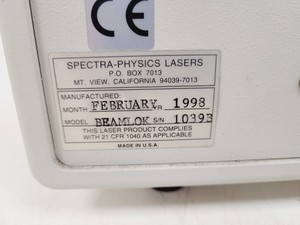 CE
SPECTRA-PHYSICS LASERS
P.O. BOX 7013
MT. VIEW, CALIFORNIA 94039-7013
MANUFACTURED:
MONTH FEBRUARY YR 1998
MODEL BEAMLOK S/N 1039B
THIS LASER PRODUCT COMPLIES
WITH 21 CFR 1040 AS APPLICABLE
MADE IN U.S.A.